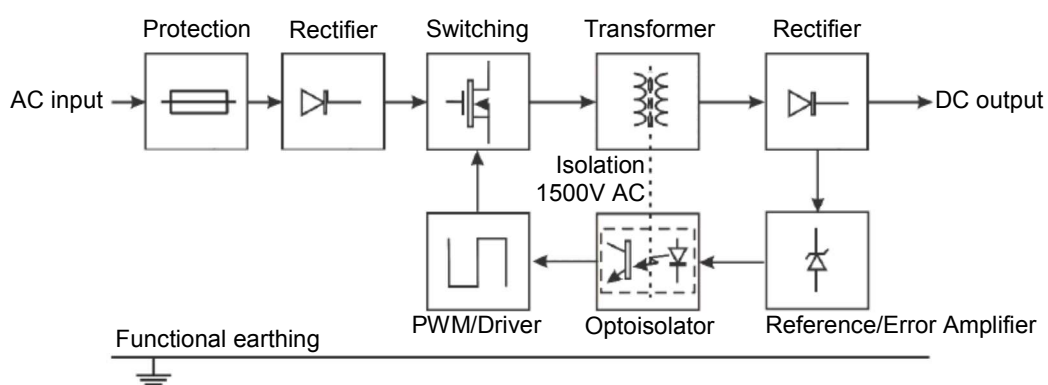 Protection
Rectifier
Switching
Transformer
Rectifier
AC input
DC output
Isolation
1500V AC
PWM/Driver
Optoisolator
Reference/Error Amplifier
Functional earthing